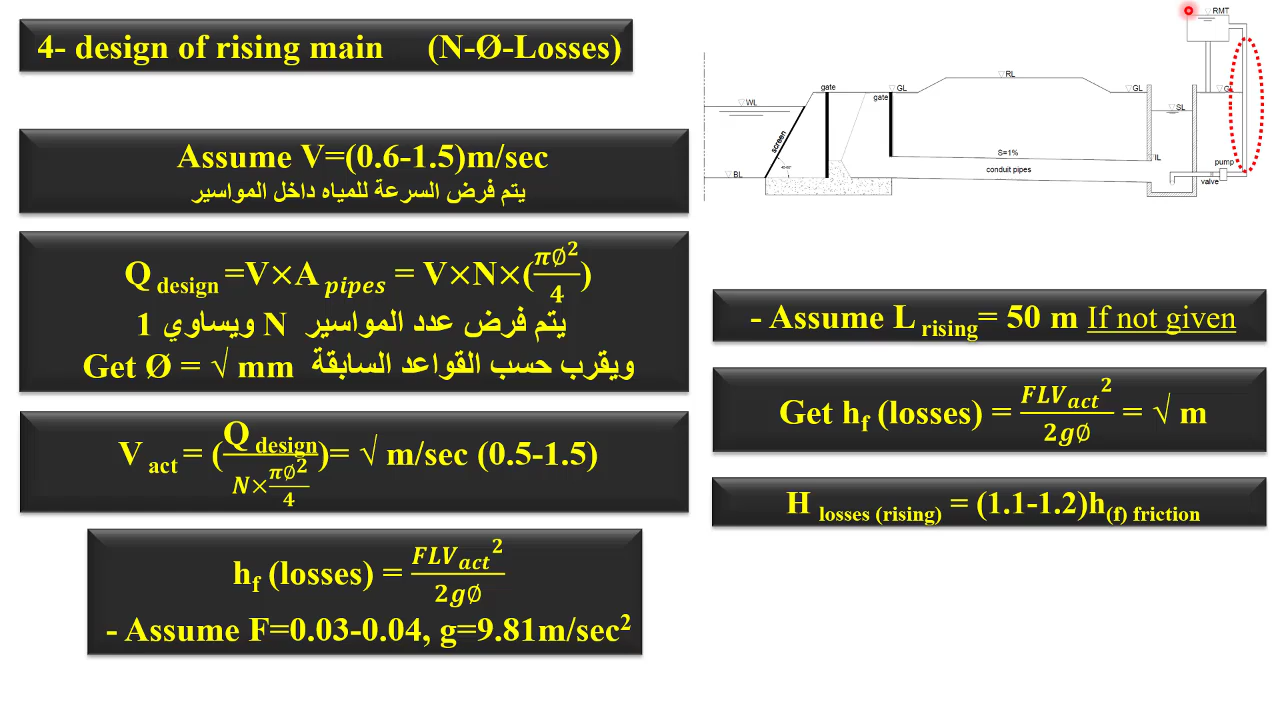 4- design of rising main (N-Ø-Losses)
Assume V=(0.6-1.5)m/sec
يتم فرض السرعة للمياه داخل المواسير
Q design =V×A pipes = V×N×(π∅²/4)
يتم فرض عدد المواسير N ويساوي 1
Get Ø = √ mm ويقرب حسب القواعد السابقة
V act = (Q design / N×π∅²/4)= √ m/sec (0.5-1.5)
hf (losses) = FLVact²/2g∅
- Assume F=0.03-0.04, g=9.81m/sec²
RMT
RL
gate
GL
gate
GL
GL
WL
SL
screen
S=1%
IL
BL
conduit pipes
pump
valve
- Assume L rising= 50 m If not given
Get hf (losses) = FLVact²/2g∅ = √ m
H losses (rising) = (1.1-1.2)h(f) friction